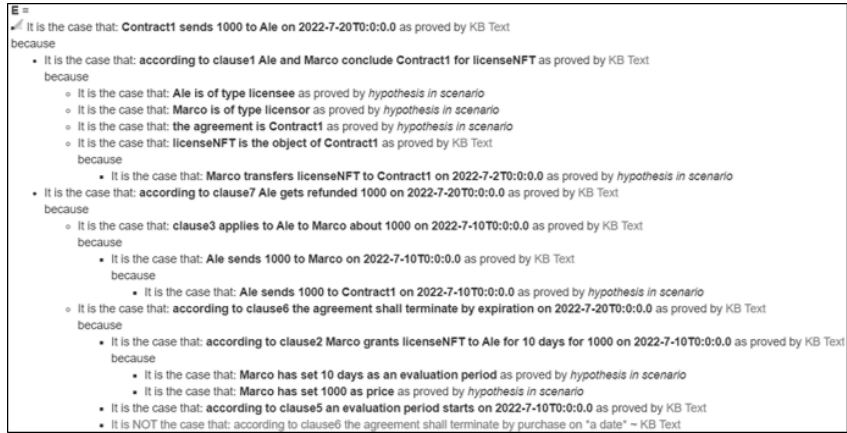 E =
It is the case that: Contract1 sends 1000 to Ale on 2022-7-20T0:0:0.0 as proved by KB Text
because
It is the case that: according to clause1 Ale and Marco conclude Contract1 for licenseNFT as proved by KB Text
because
It is the case that: Ale is of type licensee as proved by hypothesis in scenario
It is the case that: Marco is of type licensor as proved by hypothesis in scenario
It is the case that: the agreement is Contract1 as proved by hypothesis in scenario
It is the case that: licenseNFT is the object of Contract1 as proved by KB Text
because
It is the case that: Marco transfers licenseNFT to Contract1 on 2022-7-2T0:0:0.0 as proved by hypothesis in scenario
It is the case that: according to clause7 Ale gets refunded 1000 on 2022-7-20T0:0:0.0 as proved by KB Text
because
It is the case that: clause3 applies to Ale to Marco about 1000 on 2022-7-10T0:0:0.0 as proved by KB Text
because
It is the case that: Ale sends 1000 to Marco on 2022-7-10T0:0:0.0 as proved by KB Text
because
It is the case that: Ale sends 1000 to Contract1 on 2022-7-10T0:0:0.0 as proved by hypothesis in scenario
It is the case that: according to clause6 the agreement shall terminate by expiration on 2022-7-20T0:0:0.0 as proved by KB Text
because
It is the case that: according to clause2 Marco grants licenseNFT to Ale for 10 days for 1000 on 2022-7-10T0:0:0.0 as proved by KB Text
because
It is the case that: Marco has set 10 days as an evaluation period as proved by hypothesis in scenario
It is the case that: Marco has set 1000 as price as proved by hypothesis in scenario
It is the case that: according to clause5 an evaluation period starts on 2022-7-10T0:0:0.0 as proved by KB Text
It is NOT the case that: according to clause6 the agreement shall terminate by purchase on *a date* ~ KB Text